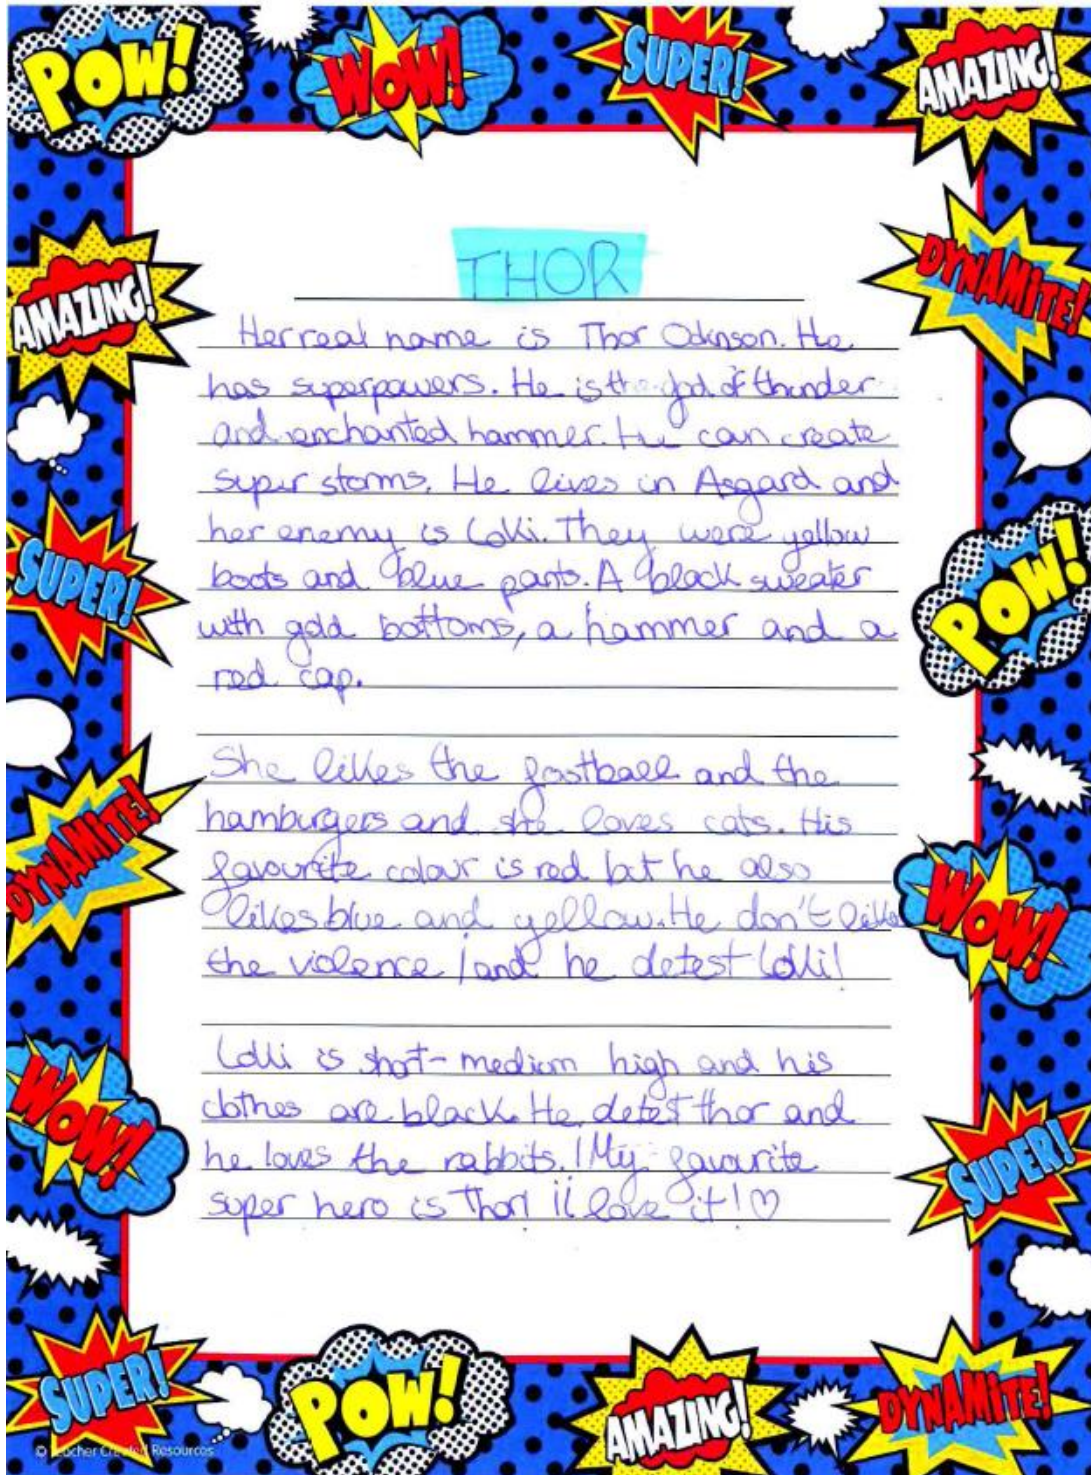 POW!
WOW!
SUPER!
AMAZING!
AMAZING!
DYNAMITE!
THOR
Her real name is Thor Odinson. He
has superpowers. He is the god of thunder
and enchanted hammer. He can create
super storms. He lives in Asgard and
her enemy is Lokki. They were yellow
boots and blue pants. A black sweater
with gold bottoms, a hammer and a
red cap.
SUPER!
POW!
She likes the football and the
hamburgers and she loves cats. His
favourite colour is red but he also
likes blue and yellow. He don't like
the violence ¡and he detest Lokki!
DYNAMITE!
WOW!
Lokki is short-medium high and his
clothes are black. He detest thor and
he loves the rabbits. ¡My favourite
super hero is Thor! ¡i love it! ♡
WOW!
SUPER!
SUPER!
POW!
AMAZING!
DYNAMITE!
© Teacher Created Resources